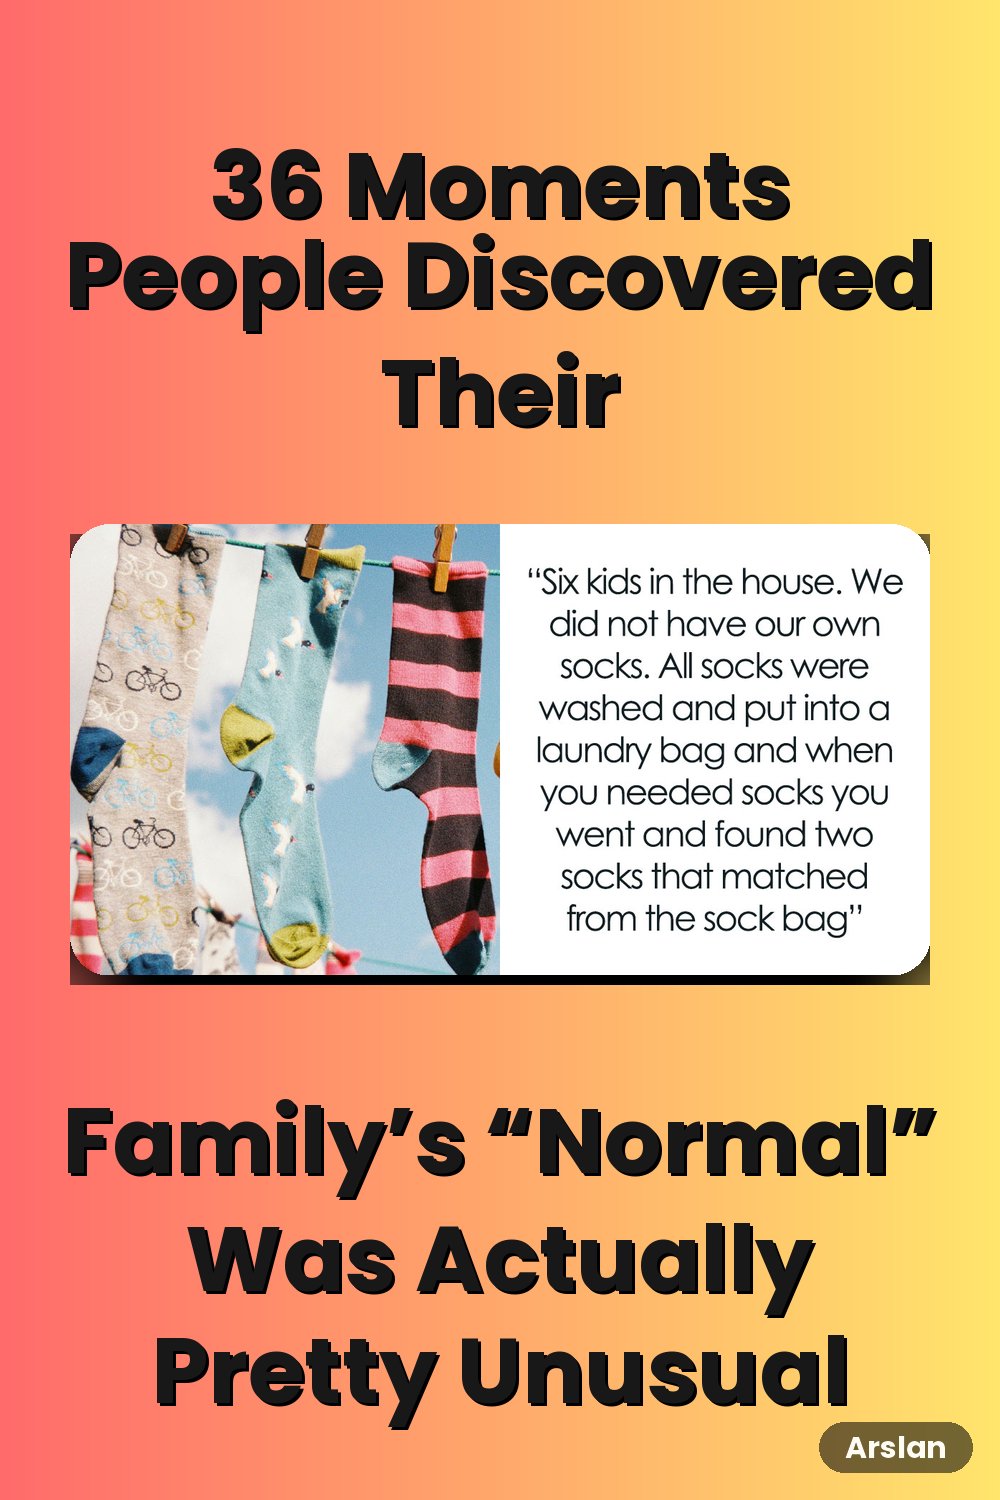 36 Moments
People Discovered
Their
“Six kids in the house. We
did not have our own
socks. All socks were
washed and put into a
laundry bag and when
you needed socks you
went and found two
socks that matched
from the sock bag”
Family’s “Normal”
Was Actually
Pretty Unusual
Arslan